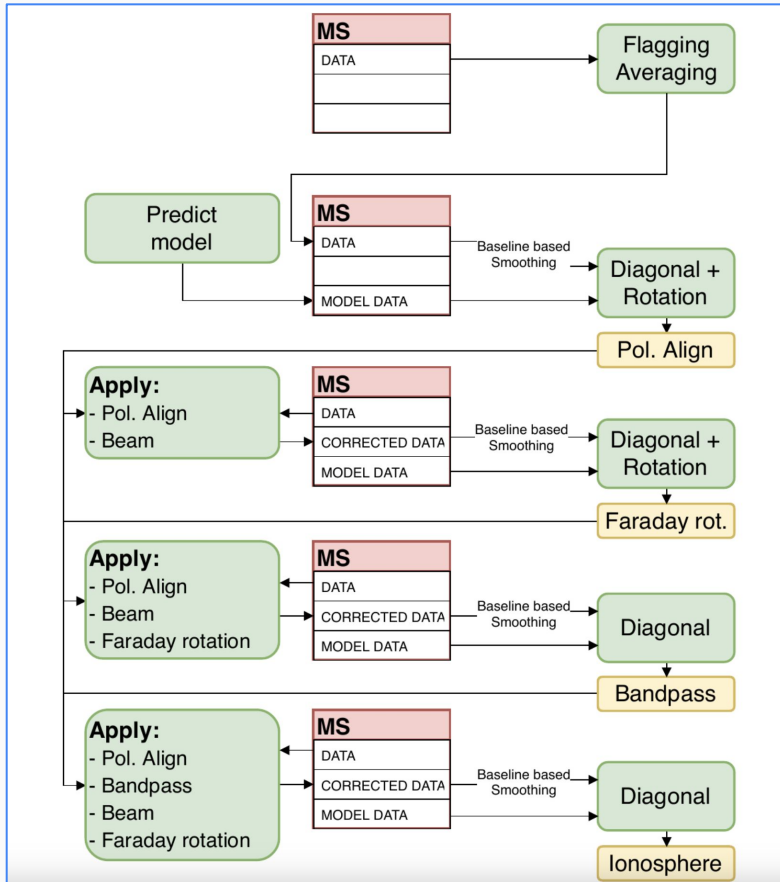 MS
DATA
Flagging
Averaging
Predict
model
MS
DATA
MODEL DATA
Baseline based
Smoothing
Diagonal +
Rotation
Pol. Align
Apply:
- Pol. Align
- Beam
MS
DATA
CORRECTED DATA
MODEL DATA
Baseline based
Smoothing
Diagonal +
Rotation
Faraday rot.
Apply:
- Pol. Align
- Beam
- Faraday rotation
MS
DATA
CORRECTED DATA
MODEL DATA
Baseline based
Smoothing
Diagonal
Bandpass
Apply:
- Pol. Align
- Bandpass
- Beam
- Faraday rotation
MS
DATA
CORRECTED DATA
MODEL DATA
Baseline based
Smoothing
Diagonal
Ionosphere